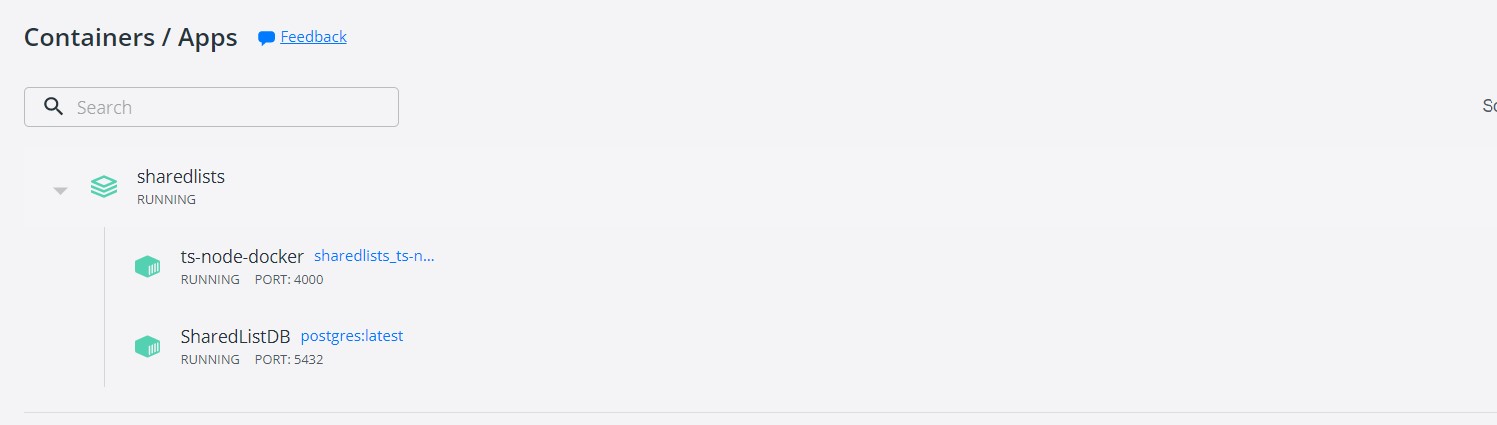 Containers / Apps Feedback
Search
sharedlists
RUNNING
ts-node-docker sharedlists_ts-n...
RUNNING PORT: 4000
SharedListDB postgres:latest
RUNNING PORT: 5432